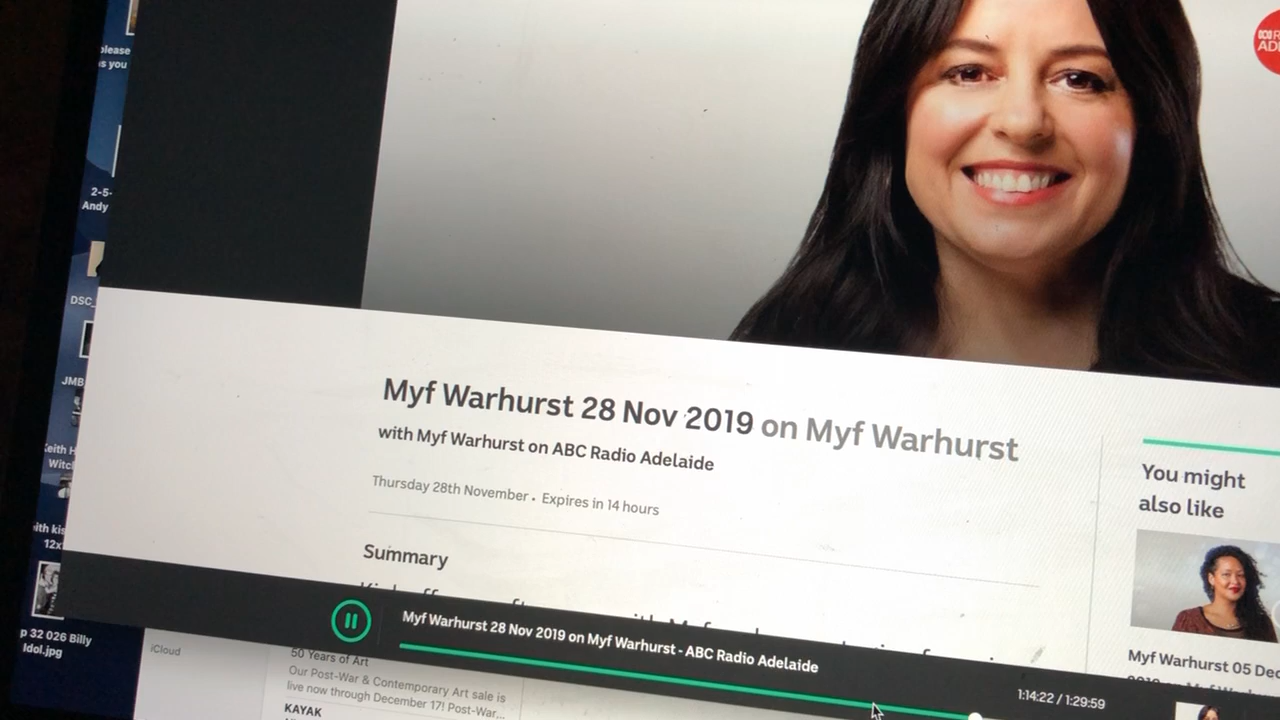 please
as you
2-5-
Andy
DSC_
JMB
Keith H
Witch
ith kis
12x
p 32 026 Billy
Idol.jpg
Myf Warhurst 28 Nov 2019 on Myf Warhurst
with Myf Warhurst on ABC Radio Adelaide
Thursday 28th November • Expires in 14 hours
Summary
You might
also like
Myf Warhurst 05 Dec
Myf Warhurst 28 Nov 2019 on Myf Warhurst - ABC Radio Adelaide
1:14:22 / 1:29:59
iCloud
50 Years of Art
Our Post-War & Contemporary Art sale is
live now through December 17! Post-War...
KAYAK